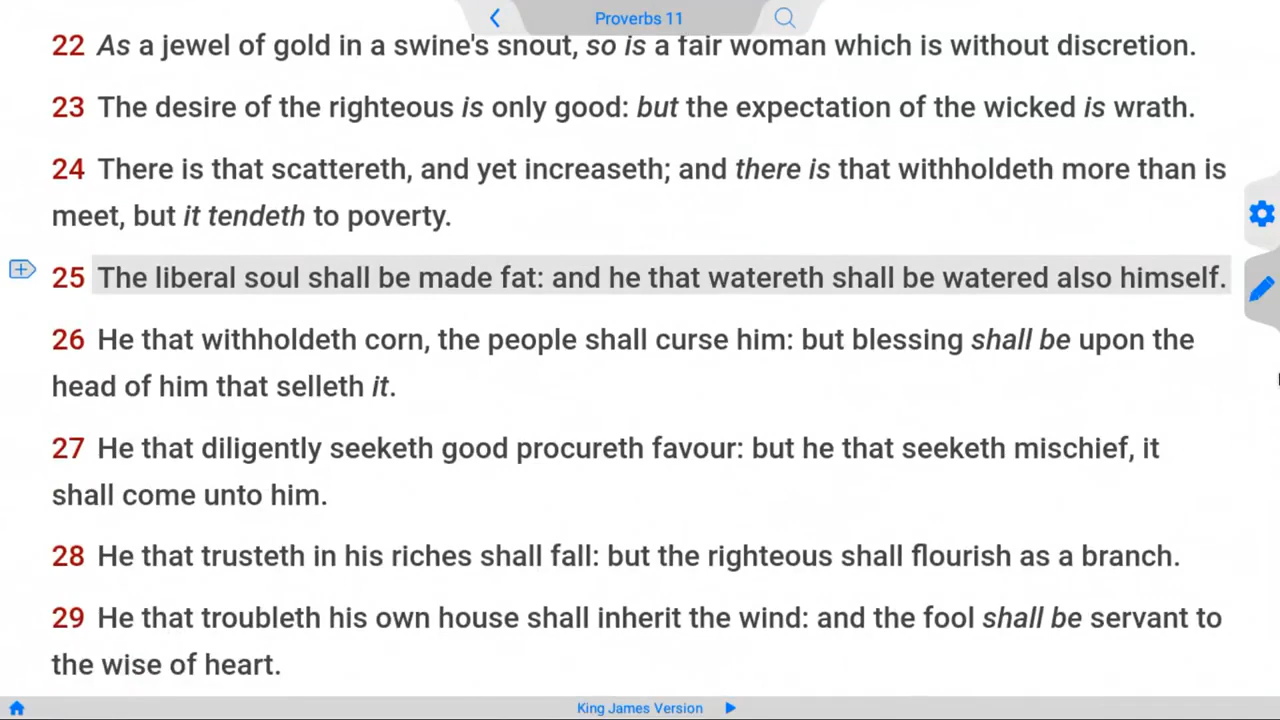 Proverbs 11
22 As a jewel of gold in a swine's snout, so is a fair woman which is without discretion.
23 The desire of the righteous is only good: but the expectation of the wicked is wrath.
24 There is that scattereth, and yet increaseth; and there is that withholdeth more than is
meet, but it tendeth to poverty.
25 The liberal soul shall be made fat: and he that watereth shall be watered also himself.
26 He that withholdeth corn, the people shall curse him: but blessing shall be upon the
head of him that selleth it.
27 He that diligently seeketh good procureth favour: but he that seeketh mischief, it
shall come unto him.
28 He that trusteth in his riches shall fall: but the righteous shall flourish as a branch.
29 He that troubleth his own house shall inherit the wind: and the fool shall be servant to
the wise of heart.
King James Version